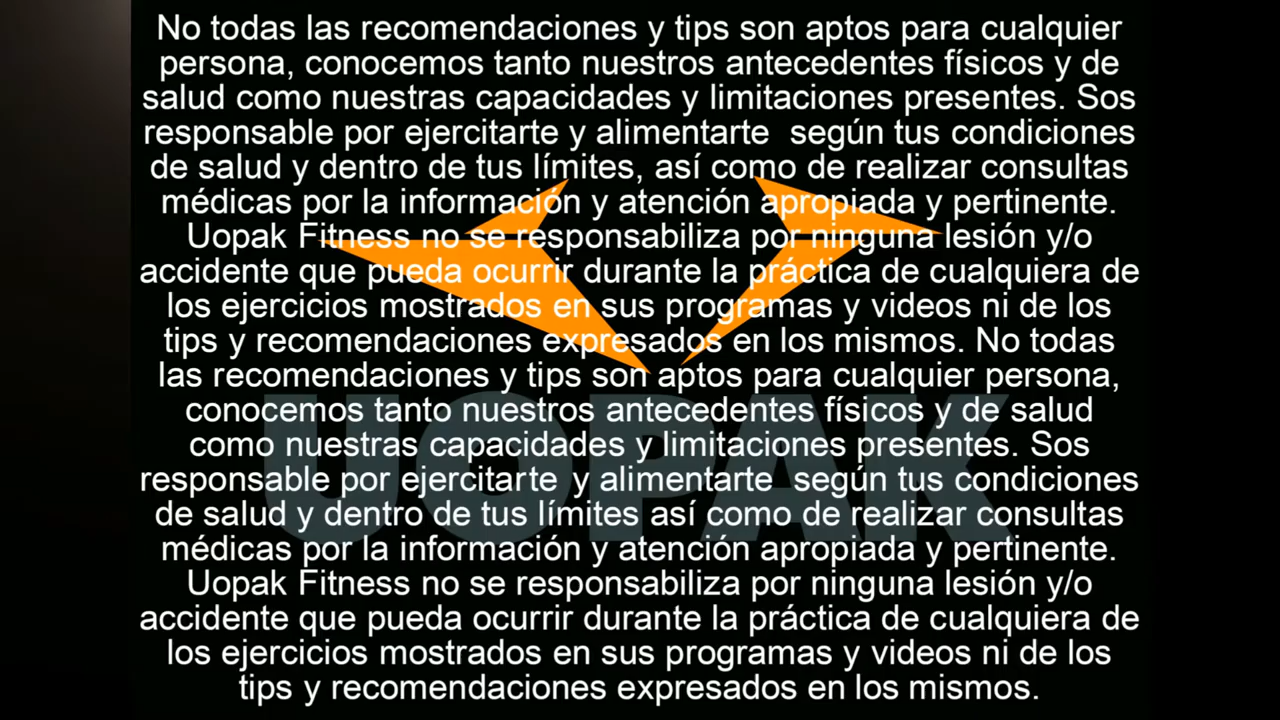 No todas las recomendaciones y tips son aptos para cualquier
persona, conocemos tanto nuestros antecedentes físicos y de
salud como nuestras capacidades y limitaciones presentes. Sos
responsable por ejercitarte y alimentarte  según tus condiciones
de salud y dentro de tus límites, así como de realizar consultas
médicas por la información y atención apropiada y pertinente.
Uopak Fitness no se responsabiliza por ninguna lesión y/o
accidente que pueda ocurrir durante la práctica de cualquiera de
los ejercicios mostrados en sus programas y videos ni de los
tips y recomendaciones expresados en los mismos. No todas
las recomendaciones y tips son aptos para cualquier persona,
conocemos tanto nuestros antecedentes físicos y de salud
como nuestras capacidades y limitaciones presentes. Sos
responsable por ejercitarte y alimentarte  según tus condiciones
de salud y dentro de tus límites así como de realizar consultas
médicas por la información y atención apropiada y pertinente.
Uopak Fitness no se responsabiliza por ninguna lesión y/o
accidente que pueda ocurrir durante la práctica de cualquiera de
los ejercicios mostrados en sus programas y videos ni de los
tips y recomendaciones expresados en los mismos.
UOPAK